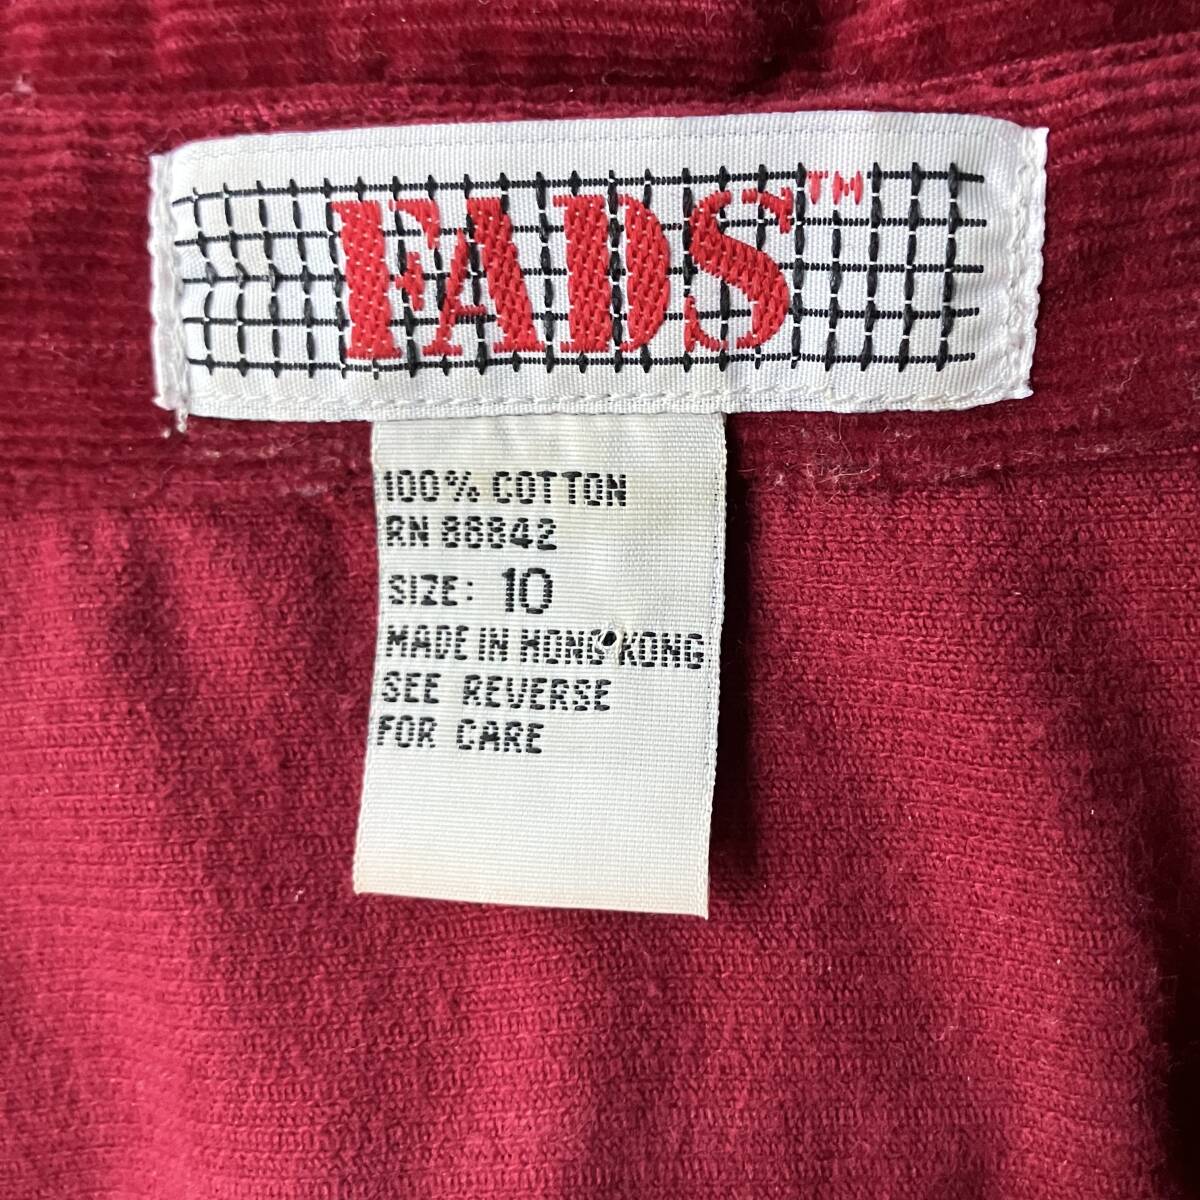 FADS™
100% COTTON
RN 88842
SIZE: 10
MADE IN HONG KONG
SEE REVERSE
FOR CARE